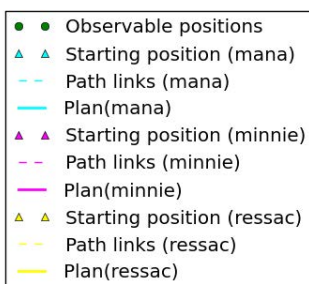 Observable positions
Starting position (mana)
Path links (mana)
Plan(mana)
Starting position (minnie)
Path links (minnie)
Plan(minnie)
Starting position (ressac)
Path links (ressac)
Plan(ressac)